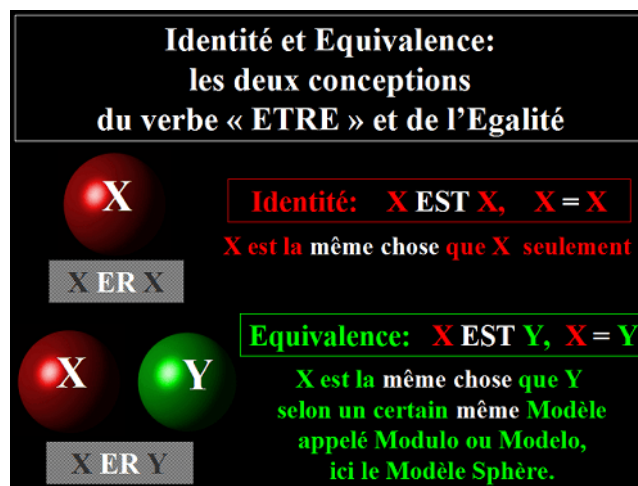 Identité et Equivalence:
les deux conceptions
du verbe « ETRE » et de l'Egalité
X
Identité: X EST X, X = X
X est la même chose que X seulement
X ER X
Equivalence: X EST Y, X = Y
X
Y
X est la même chose que Y
selon un certain même Modèle
appelé Modulo ou Modelo,
ici le Modèle Sphère.
X ER Y